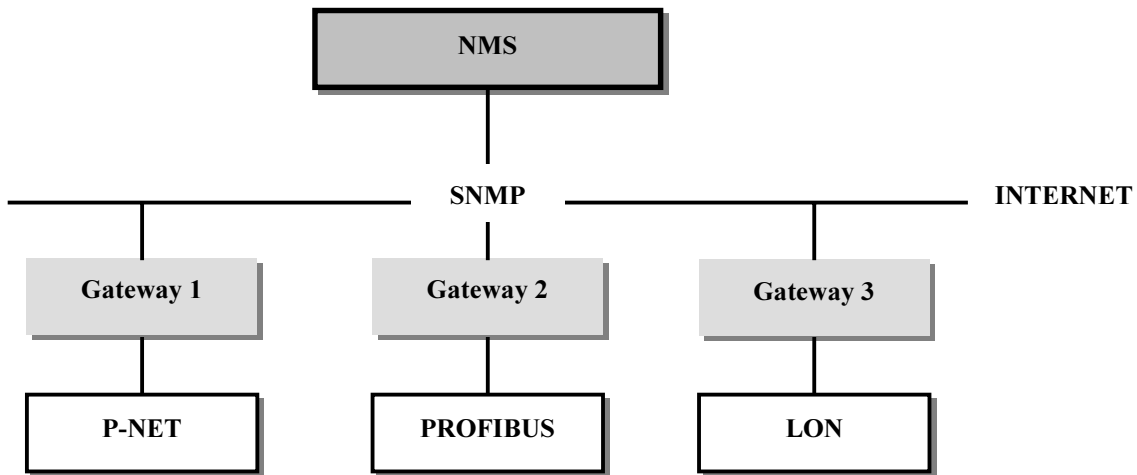 NMS
SNMP
INTERNET
Gateway 1
Gateway 2
Gateway 3
P-NET
PROFIBUS
LON